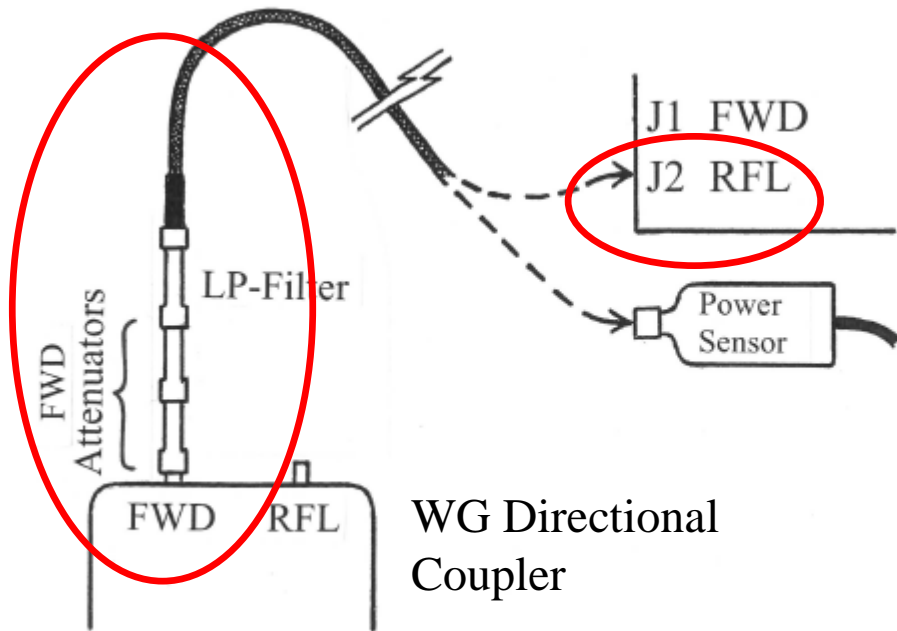 J1 FWD
J2 RFL
LP-Filter
Power
Sensor
FWD
Attenuators
FWD RFL
WG Directional
Coupler